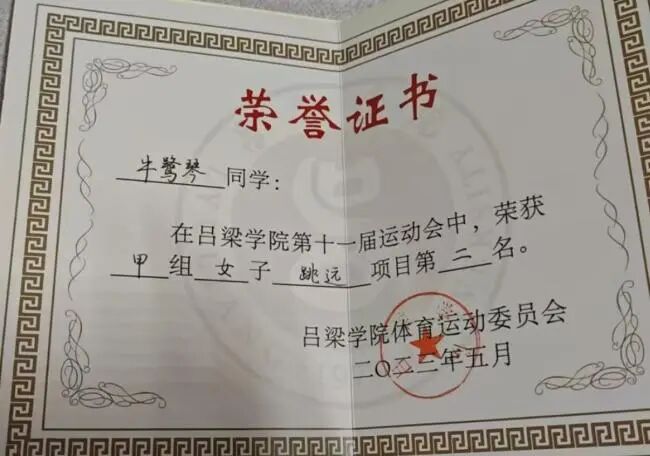 荣誉证书
牛鹭琴同学：
在吕梁学院第十一届运动会中，荣获
甲组女子跳远项目第二名。
吕梁学院体育运动委员会
二〇二二年五月